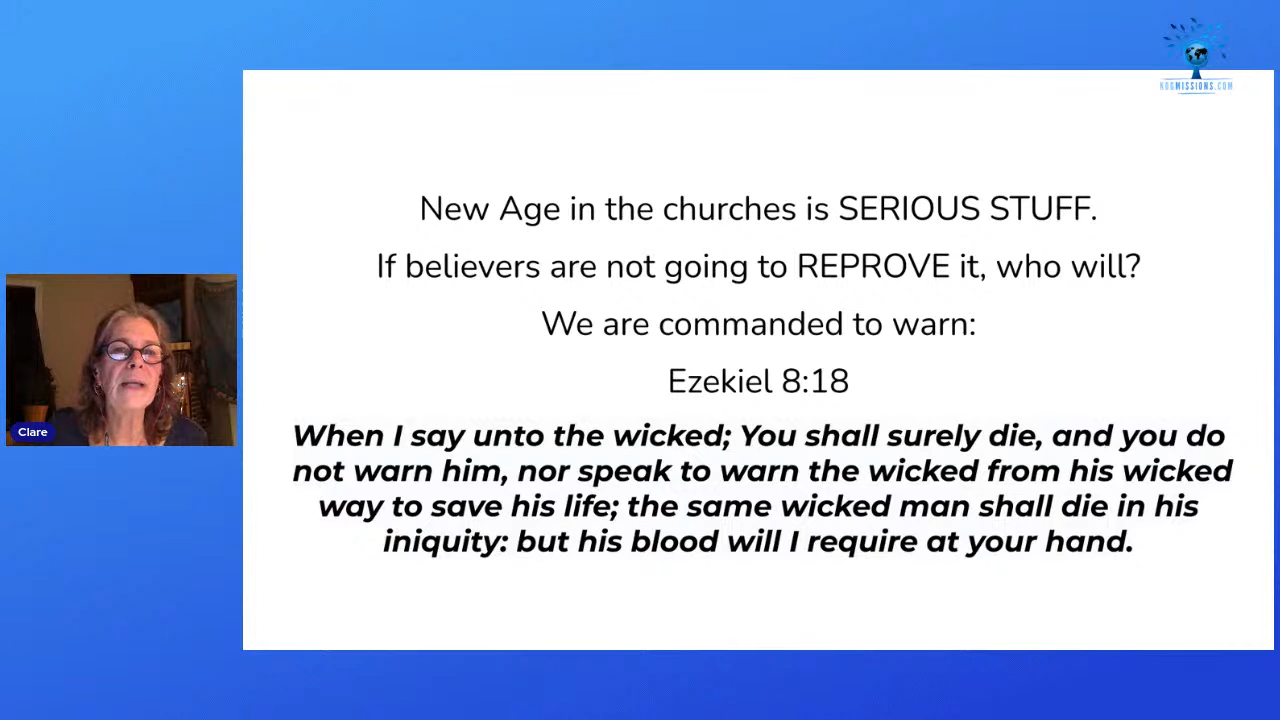 KOGMISSIONS.COM
New Age in the churches is SERIOUS STUFF.
If believers are not going to REPROVE it, who will?
We are commanded to warn:
Ezekiel 8:18
When I say unto the wicked; You shall surely die, and you do
not warn him, nor speak to warn the wicked from his wicked
way to save his life; the same wicked man shall die in his
iniquity: but his blood will I require at your hand.
Clare